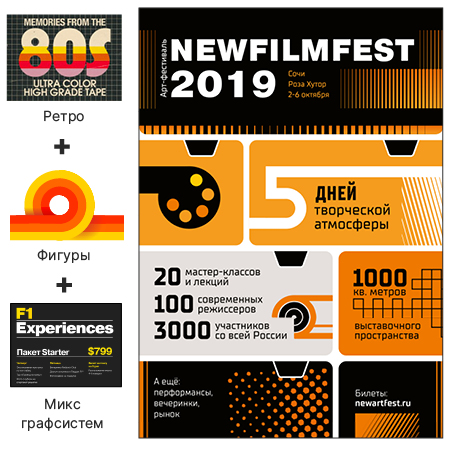 MEMORIES FROM THE
80S
ULTRA COLOR
HIGH GRADE TAPE
Ретро
+
Фигуры
+
F1
Experiences
Пакет Starter
$799
Микс
графсистем
Арт-фестиваль
NEWFILMFEST
2019
Сочи
Роза Хутор
2-6 октября
5 ДНЕЙ
творческой
атмосферы
20 мастер-классов
и лекций
100 современных
режиссеров
3000 участников
со всей России
1000
кв. метров
выставочного
пространства
А ещё:
перформансы,
вечеринки,
рынок
Билеты:
newartfest.ru